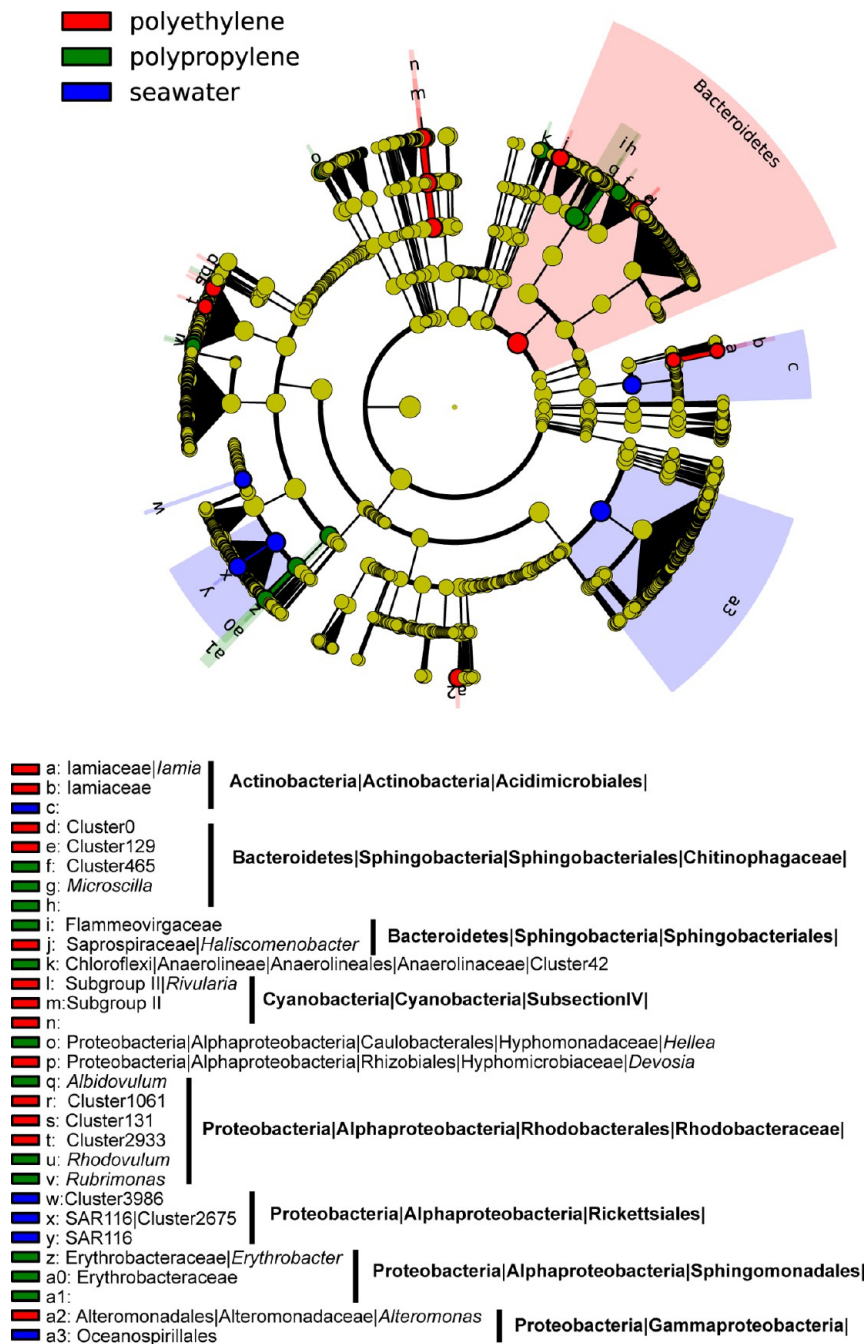 polyethylene
polypropylene
seawater
n
m
o
k
j
i h
g
f
Bacteroidetes
a
b
c
w
x
y
z
a0
a1
a2
a3
a: Iamiaceae|Iamia
b: Iamiaceae
Actinobacteria|Actinobacteria|Acidimicrobiales|
c:
d: Cluster0
e: Cluster129
f: Cluster465
Bacteroidetes|Sphingobacteria|Sphingobacteriales|Chitinophagaceae|
g: Microscilla
h:
i: Flammeovirgaceae
j: Saprospiraceae|Haliscomenobacter
Bacteroidetes|Sphingobacteria|Sphingobacteriales|
k: Chloroflexi|Anaerolineae|Anaerolineales|Anaerolinaceae|Cluster42
l: Subgroup II|Rivularia
m:Subgroup II
Cyanobacteria|Cyanobacteria|SubsectionIV|
n:
o: Proteobacteria|Alphaproteobacteria|Caulobacterales|Hyphomonadaceae|Hellea
p: Proteobacteria|Alphaproteobacteria|Rhizobiales|Hyphomicrobiaceae|Devosia
q: Albidovulum
r: Cluster1061
s: Cluster131
Proteobacteria|Alphaproteobacteria|Rhodobacterales|Rhodobacteraceae|
t: Cluster2933
u: Rhodovulum
v: Rubrimonas
w:Cluster3986
x: SAR116|Cluster2675
Proteobacteria|Alphaproteobacteria|Rickettsiales|
y: SAR116
z: Erythrobacteraceae|Erythrobacter
a0: Erythrobacteraceae
Proteobacteria|Alphaproteobacteria|Sphingomonadales|
a1:
a2: Alteromonadales|Alteromonadaceae|Alteromonas
Proteobacteria|Gammaproteobacteria|
a3: Oceanospirillales